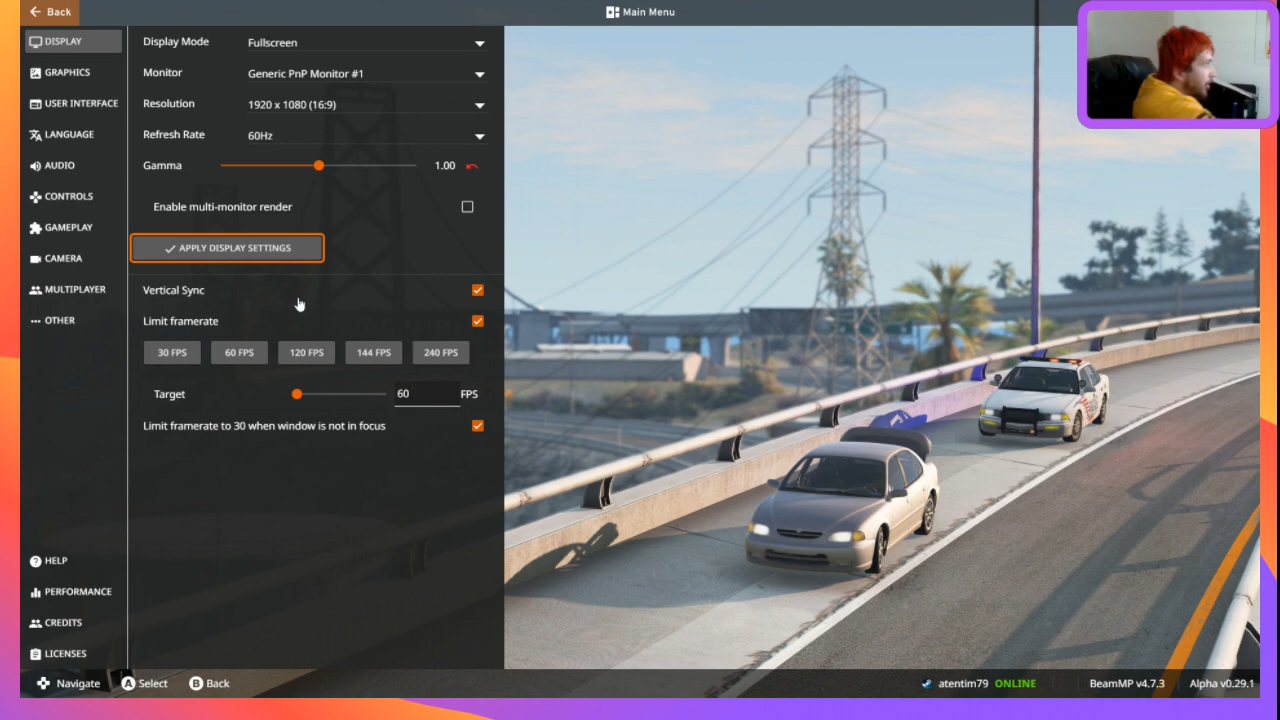 Back
Main Menu
DISPLAY
GRAPHICS
USER INTERFACE
LANGUAGE
AUDIO
CONTROLS
GAMEPLAY
CAMERA
MULTIPLAYER
OTHER
HELP
PERFORMANCE
CREDITS
LICENSES
Display Mode Fullscreen
Monitor Generic PnP Monitor #1
Resolution 1920 x 1080 (16:9)
Refresh Rate 60Hz
Gamma 1.00
Enable multi-monitor render
APPLY DISPLAY SETTINGS
Vertical Sync
Limit framerate
30 FPS 60 FPS 120 FPS 144 FPS 240 FPS
Target 60 FPS
Limit framerate to 30 when window is not in focus
Navigate A Select B Back
atentim79 ONLINE BeamMP v4.7.3 Alpha v0.29.1